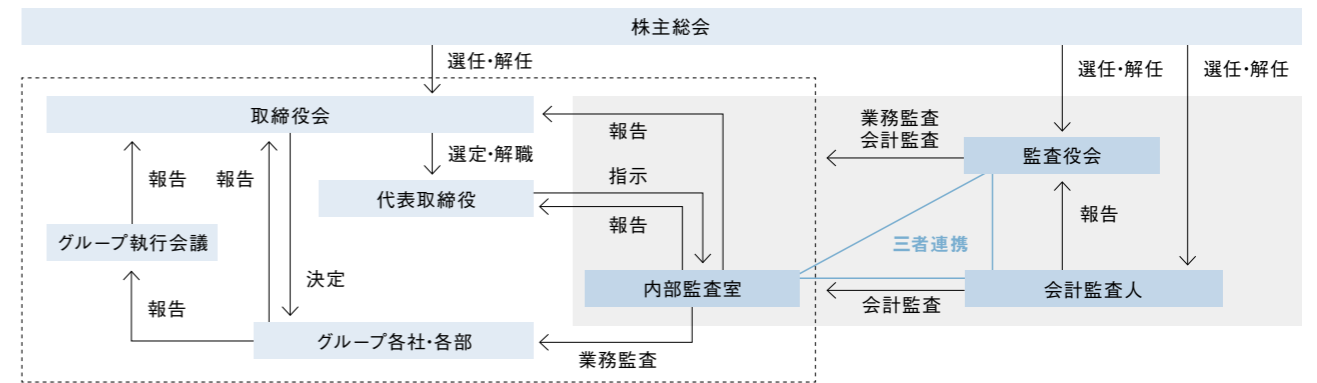 株主総会
選任・解任
選任・解任
選任・解任
取締役会
報告
業務監査
会計監査
選定・解職
監査役会
報告
報告
指示
代表取締役
報告
報告
グループ執行会議
三者連携
決定
内部監査室
会計監査人
報告
会計監査
グループ各社・各部
業務監査